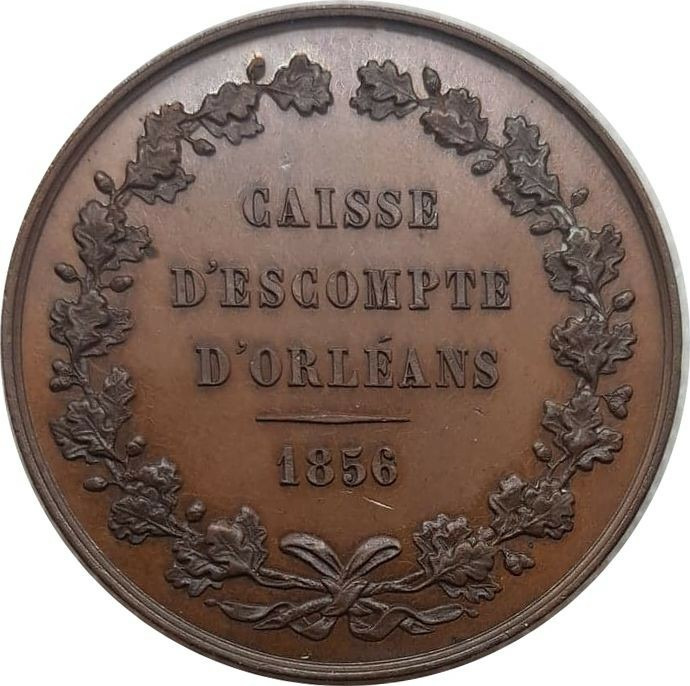 CAISSE
D'ESCOMPTE
D'ORLÉANS
1856